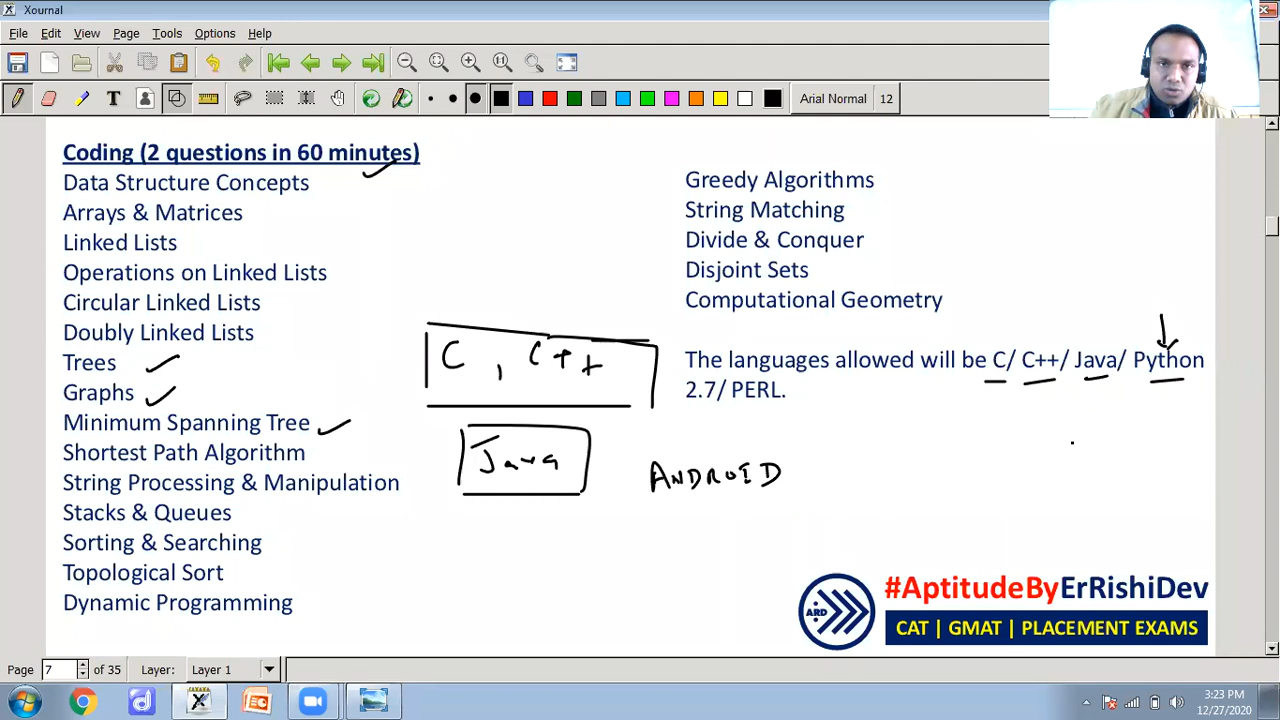 Xournal
File Edit View Page Tools Options Help
T
Arial Normal 12
Coding (2 questions in 60 minutes)
Data Structure Concepts
Arrays & Matrices
Linked Lists
Operations on Linked Lists
Circular Linked Lists
Doubly Linked Lists
Trees
Graphs
Minimum Spanning Tree
Shortest Path Algorithm
String Processing & Manipulation
Stacks & Queues
Sorting & Searching
Topological Sort
Dynamic Programming
C , C++
Java
ANDROID
Greedy Algorithms
String Matching
Divide & Conquer
Disjoint Sets
Computational Geometry
The languages allowed will be C/ C++/ Java/ Python
2.7/ PERL.
ARD
#AptitudeByErRishiDev
CAT | GMAT | PLACEMENT EXAMS
Page 7 of 35 Layer: Layer 1
3:23 PM
12/27/2020